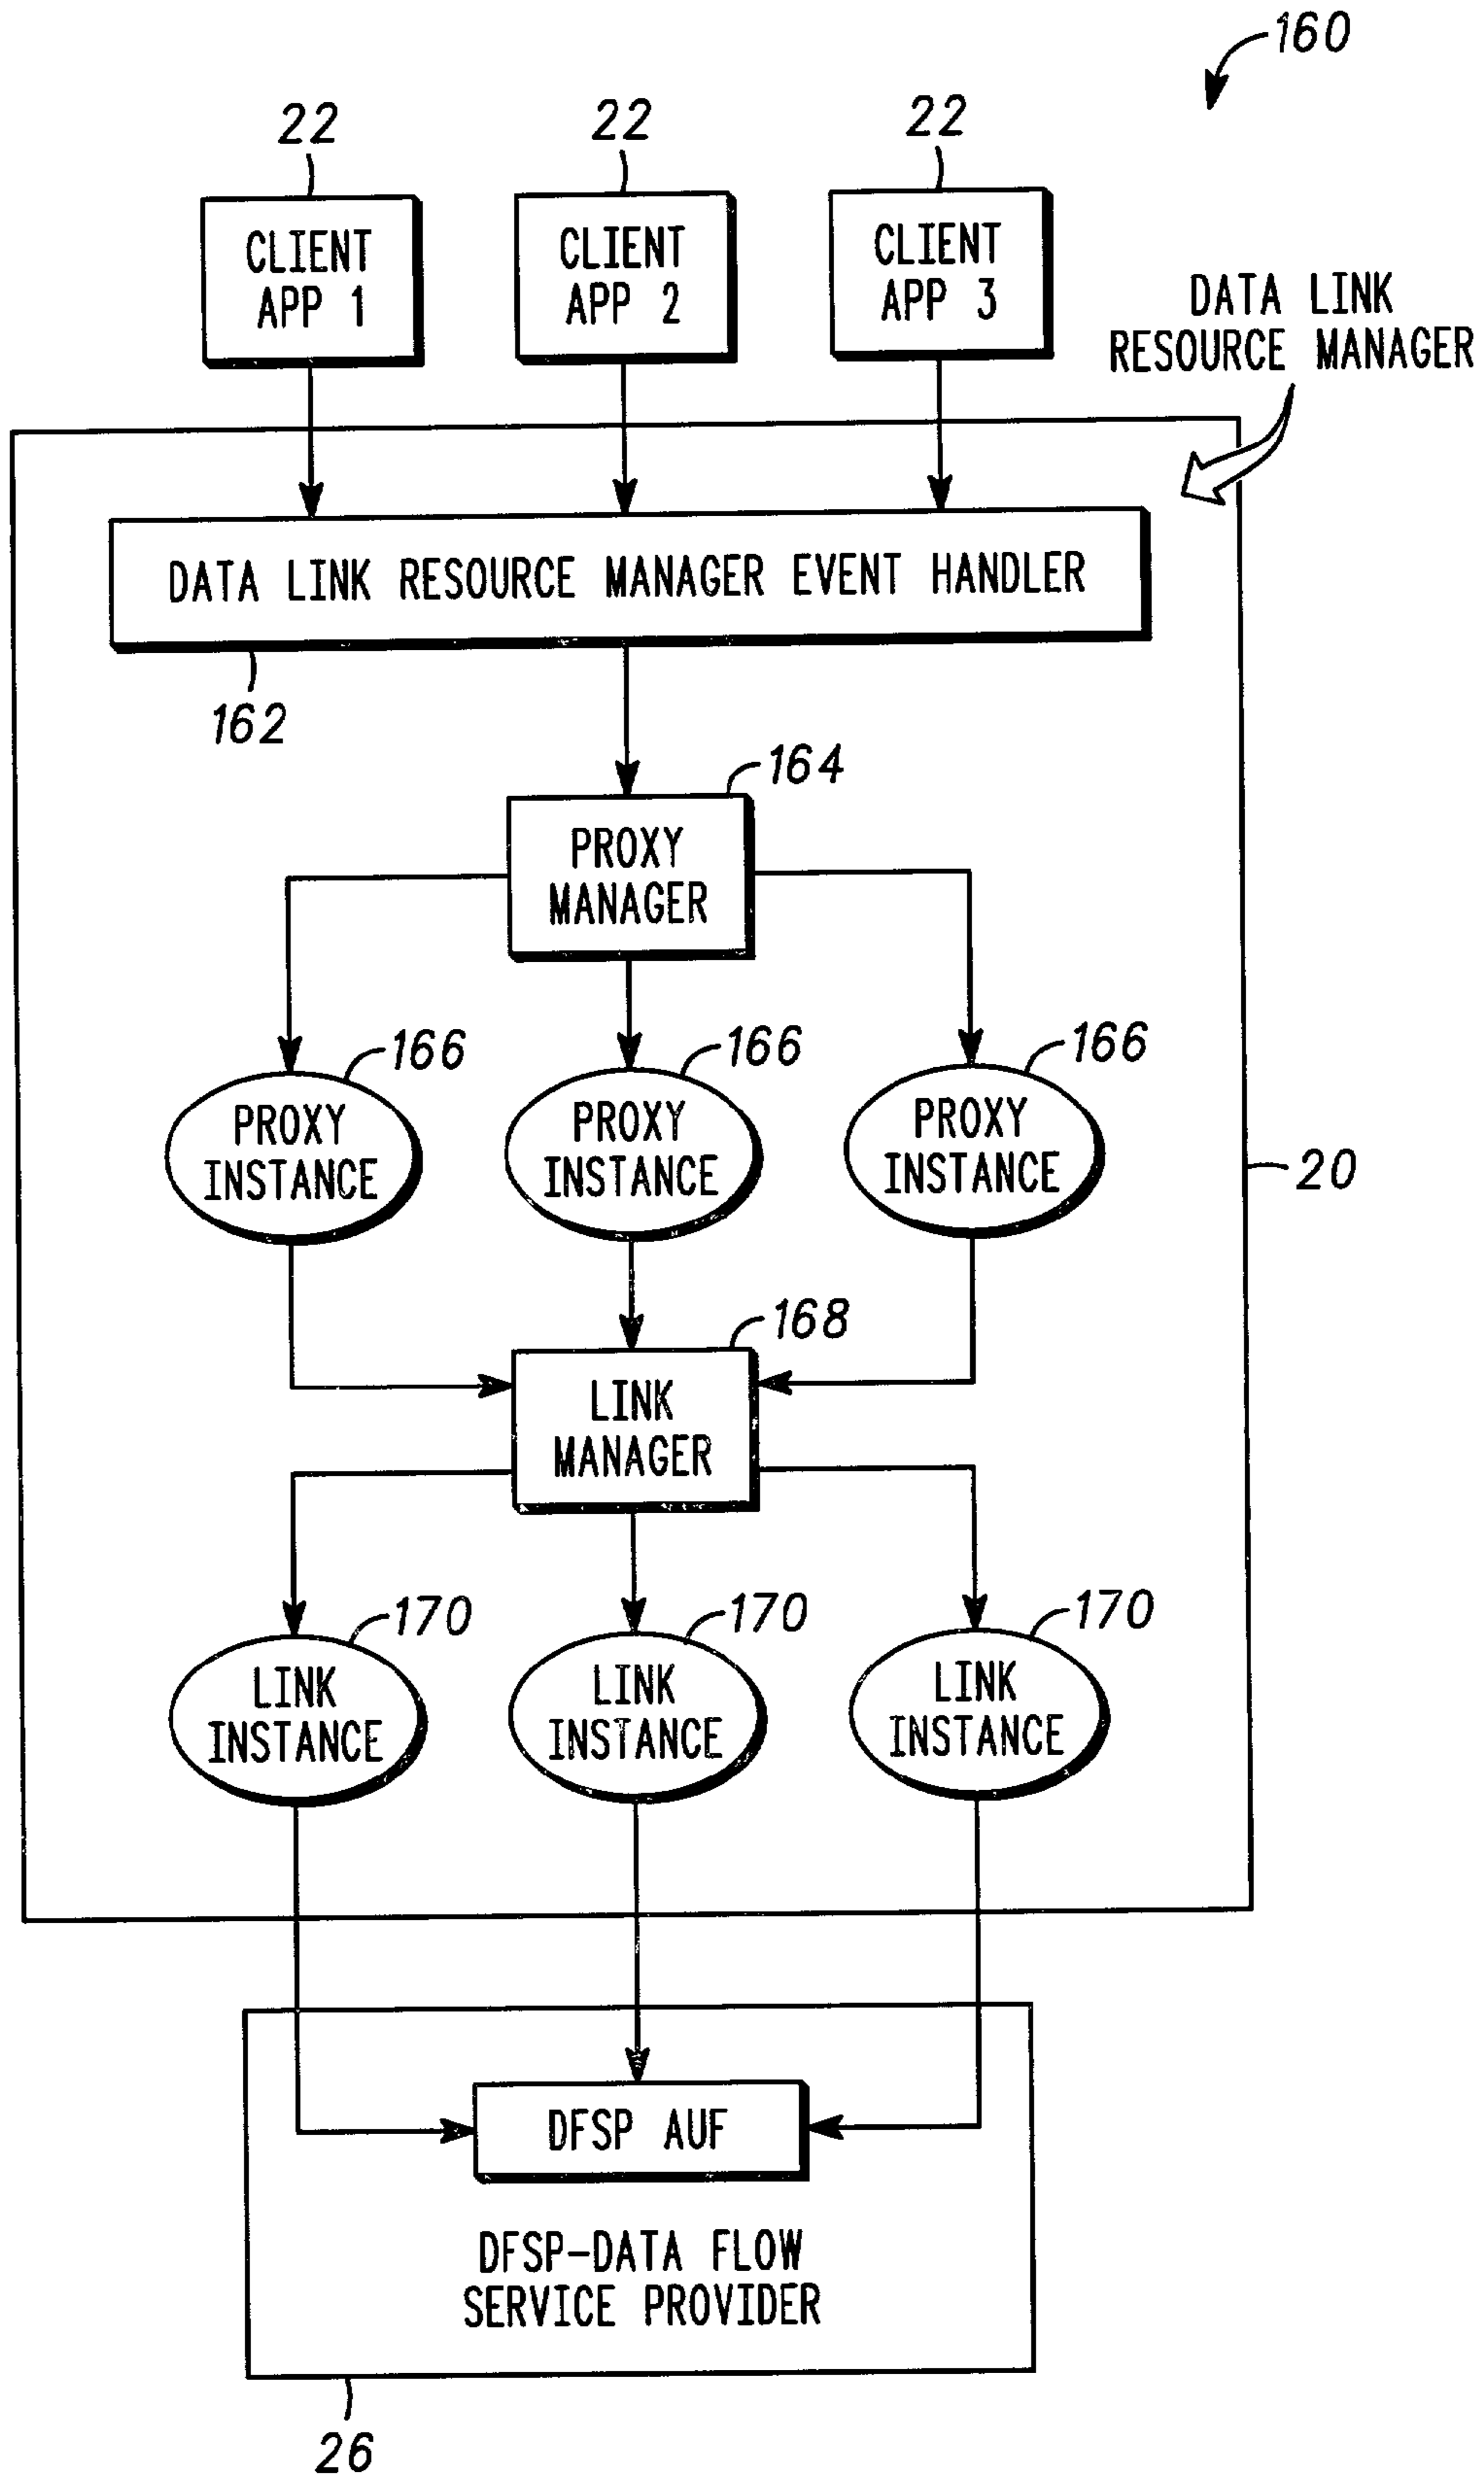 160
22
22
22
CLIENT
APP 1
CLIENT
APP 2
CLIENT
APP 3
DATA LINK
RESOURCE MANAGER
DATA LINK RESOURCE MANAGER EVENT HANDLER
162
164
PROXY
MANAGER
166
166
166
PROXY
INSTANCE
PROXY
INSTANCE
PROXY
INSTANCE
20
168
LINK
MANAGER
170
170
170
LINK
INSTANCE
LINK
INSTANCE
LINK
INSTANCE
DFSP AUF
DFSP-DATA FLOW
SERVICE PROVIDER
26